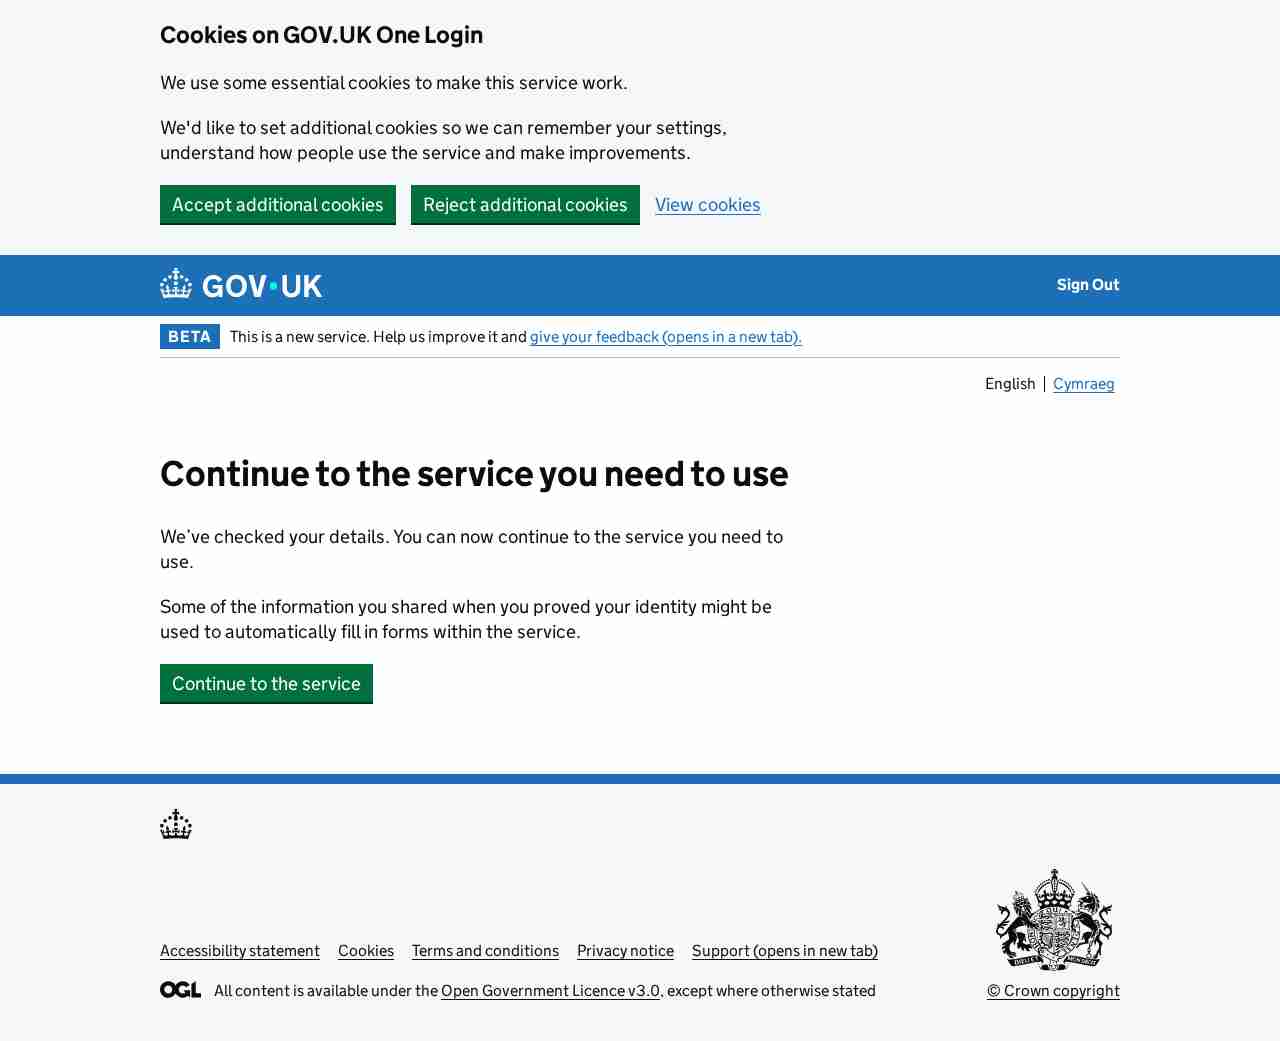 Cookies on GOV.UK One Login
We use some essential cookies to make this service work.
We'd like to set additional cookies so we can remember your settings,
understand how people use the service and make improvements.
Accept additional cookies Reject additional cookies View cookies
GOV.UK Sign Out
BETA This is a new service. Help us improve it and give your feedback (opens in a new tab).
English Cymraeg
Continue to the service you need to use
We’ve checked your details. You can now continue to the service you need to
use.
Some of the information you shared when you proved your identity might be
used to automatically fill in forms within the service.
Continue to the service
Accessibility statement Cookies Terms and conditions Privacy notice Support (opens in new tab)
OGL All content is available under the Open Government Licence v3.0, except where otherwise stated
© Crown copyright